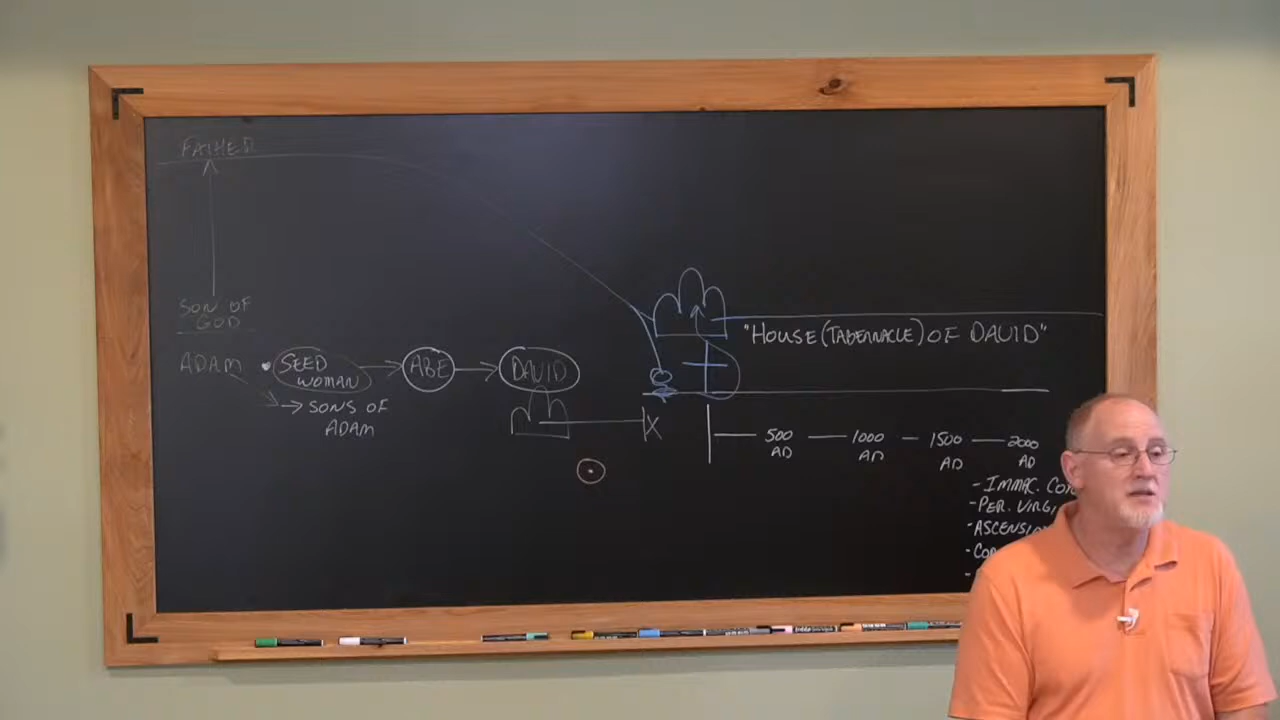 FATHER
SON OF
GOD
ADAM
SEED
WOMAN
ABE
DAVID
→ SONS OF
ADAM
"HOUSE (TABERNACLE) OF DAVID"
500
AD
1000
AD
1500
AD
2000
AD
- IMMAC.
- PER.
- ASCENSION